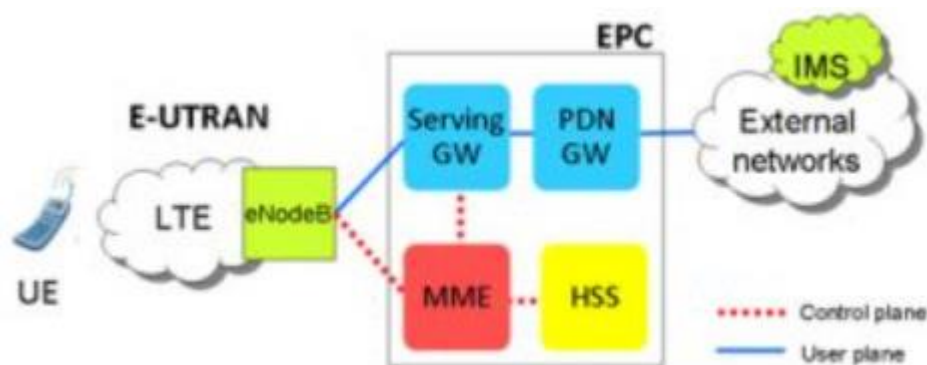 EPC
IMS
E-UTRAN
Serving
GW
PDN
GW
External
networks
LTE
eNodeB
UE
MME
HSS
Control plane
User plane